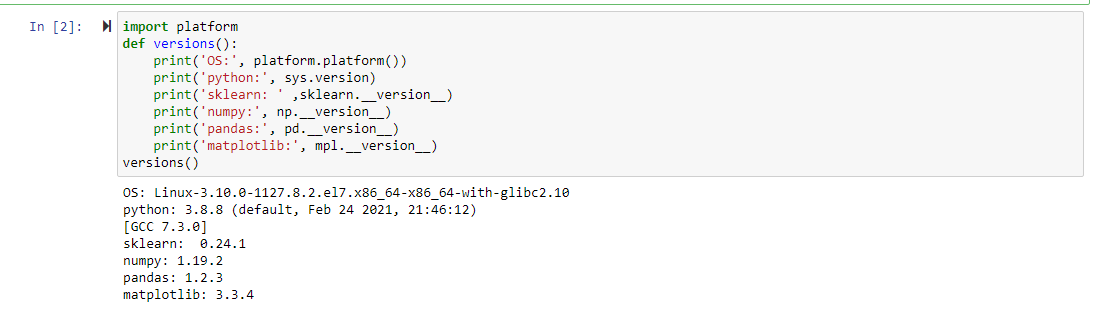 In [2]:
import platform
def versions():
    print('OS:', platform.platform())
    print('python:', sys.version)
    print('sklearn: ' ,sklearn.__version__)
    print('numpy:', np.__version__)
    print('pandas:', pd.__version__)
    print('matplotlib:', mpl.__version__)
versions()
OS: Linux-3.10.0-1127.8.2.el7.x86_64-x86_64-with-glibc2.10
python: 3.8.8 (default, Feb 24 2021, 21:46:12)
[GCC 7.3.0]
sklearn:  0.24.1
numpy: 1.19.2
pandas: 1.2.3
matplotlib: 3.3.4